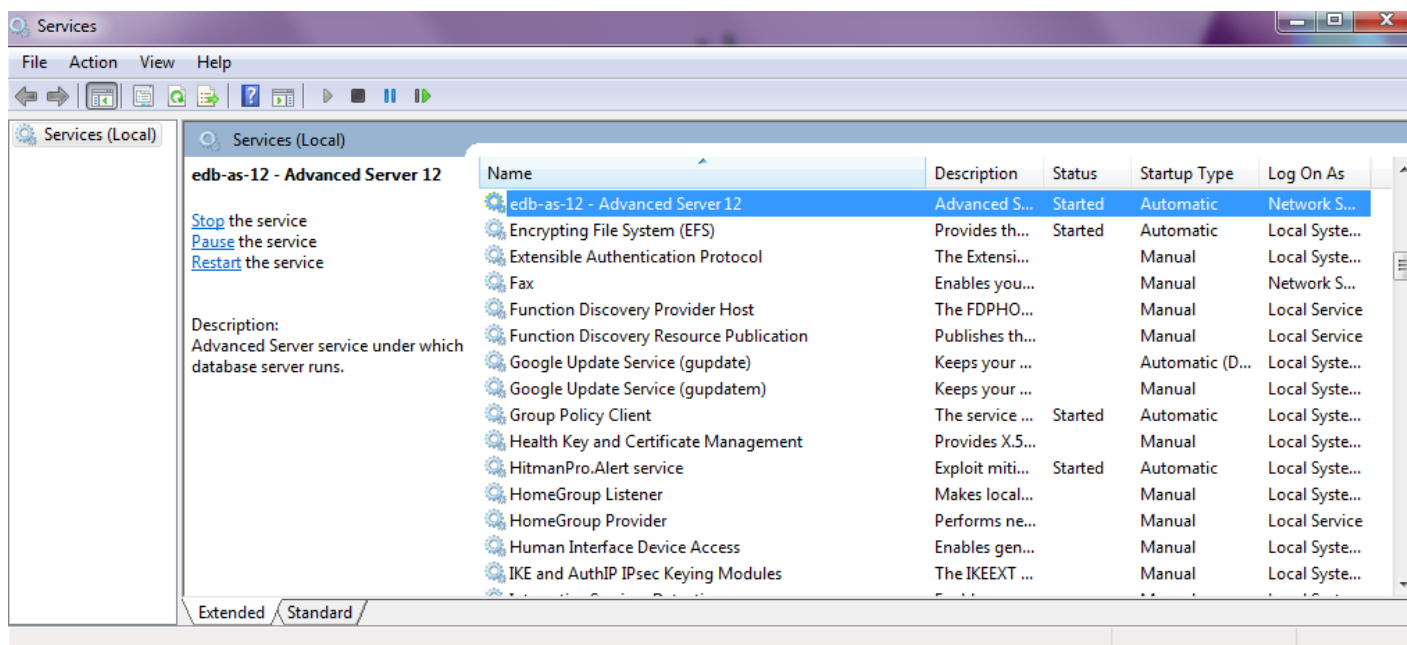 Services
File Action View Help
Services (Local)
Services (Local)
edb-as-12 - Advanced Server 12
Stop the service
Pause the service
Restart the service
Description:
Advanced Server service under which
database server runs.
Name Description Status Startup Type Log On As
edb-as-12 - Advanced Server 12 Advanced S... Started Automatic Network S...
Encrypting File System (EFS) Provides th... Started Automatic Local Syste...
Extensible Authentication Protocol The Extensi... Manual Local Syste...
Fax Enables you... Manual Network S...
Function Discovery Provider Host The FDPHO... Manual Local Service
Function Discovery Resource Publication Publishes th... Manual Local Service
Google Update Service (gupdate) Keeps your ... Automatic (D... Local Syste...
Google Update Service (gupdatem) Keeps your ... Manual Local Syste...
Group Policy Client The service ... Started Automatic Local Syste...
Health Key and Certificate Management Provides X.5... Manual Local Syste...
HitmanPro.Alert service Exploit miti... Started Automatic Local Syste...
HomeGroup Listener Makes local... Manual Local Syste...
HomeGroup Provider Performs ne... Manual Local Service
Human Interface Device Access Enables gen... Manual Local Syste...
IKE and AuthIP IPsec Keying Modules The IKEEXT ... Manual Local Syste...
Extended Standard